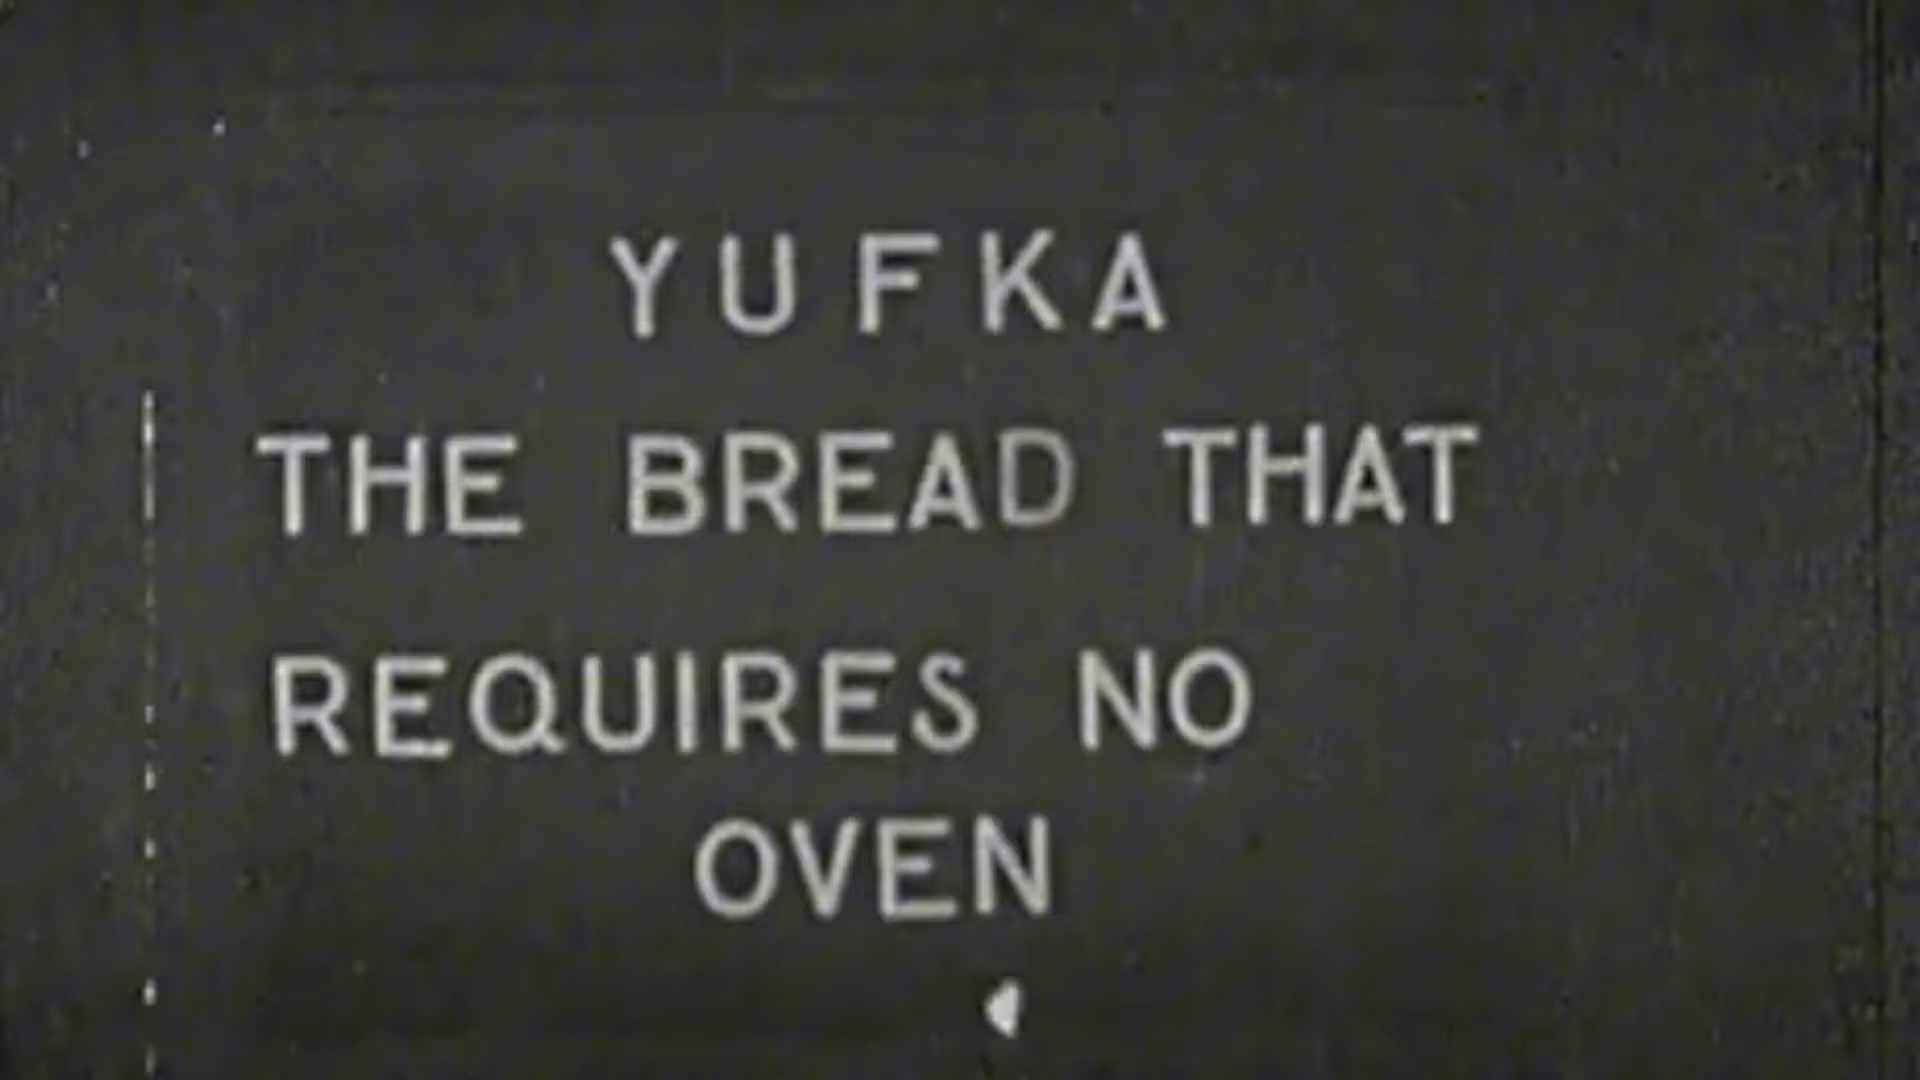 YUFKA
THE BREAD THAT
REQUIRES NO
OVEN